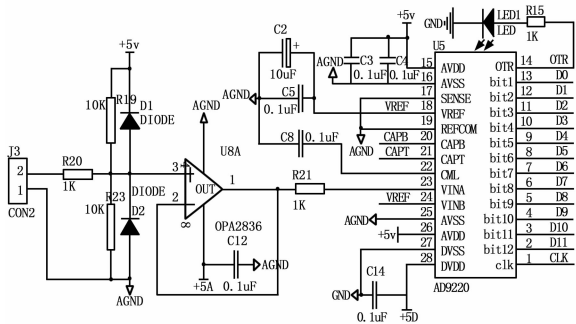 R15
C2
+5v
GND
LED1
LED
1K
+5v
AGND
C3
C4
U5
0.1uF
0.1uF
10uF
15 AVDD OTR 14 OTR
16 AVSS bit1 13 D0
17 SENSE bit2 12 D1
VREF 18 VREF bit3 11 D2
19 REFCOM bit4 10 D3
CAPB 20 CAPB bit5 9 D4
CAPT 21 CAPT bit6 8 D5
22 CML bit7 7 D6
23 VINA bit8 6 D7
VREF 24 VINB bit9 5 D8
AGND 25 AVSS bit10 4 D9
+5v 26 AVDD bit11 3 D10
27 DVSS bit12 2 D11
28 DVDD clk 1 CLK
AD9220
10K R19
D1
DIODE
AGND
AGND
C5
0.1uF
C8
0.1uF
AGND
J3
2
1
CON2
R20
1K
R23
10K
DIODE
D2
AGND
U8A
3
2
OUT
1
8
OPA2836
R21
1K
C12
0.1uF
AGND
+5A
GND
C14
0.1uF
+5D